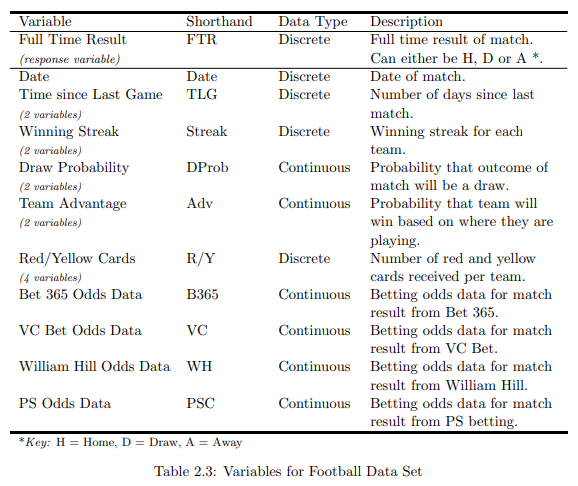 Variable Shorthand Data Type Description
Full Time Result FTR Discrete Full time result of match.
(response variable) Can either be H, D or A *.
Date Date Discrete Date of match.
Time since Last Game TLG Discrete Number of days since last
(2 variables) match.
Winning Streak Streak Discrete Winning streak for each
(2 variables) team.
Draw Probability DProb Continuous Probability that outcome of
(2 variables) match will be a draw.
Team Advantage Adv Continuous Probability that team will
(2 variables) win based on where they are
playing.
Red/Yellow Cards R/Y Discrete Number of red and yellow
(4 variables) cards received per team.
Bet 365 Odds Data B365 Continuous Betting odds data for match
result from Bet 365.
VC Bet Odds Data VC Continuous Betting odds data for match
result from VC Bet.
William Hill Odds Data WH Continuous Betting odds data for match
result from William Hill.
PS Odds Data PSC Continuous Betting odds data for match
result from PS betting.
*Key: H = Home, D = Draw, A = Away
Table 2.3: Variables for Football Data Set